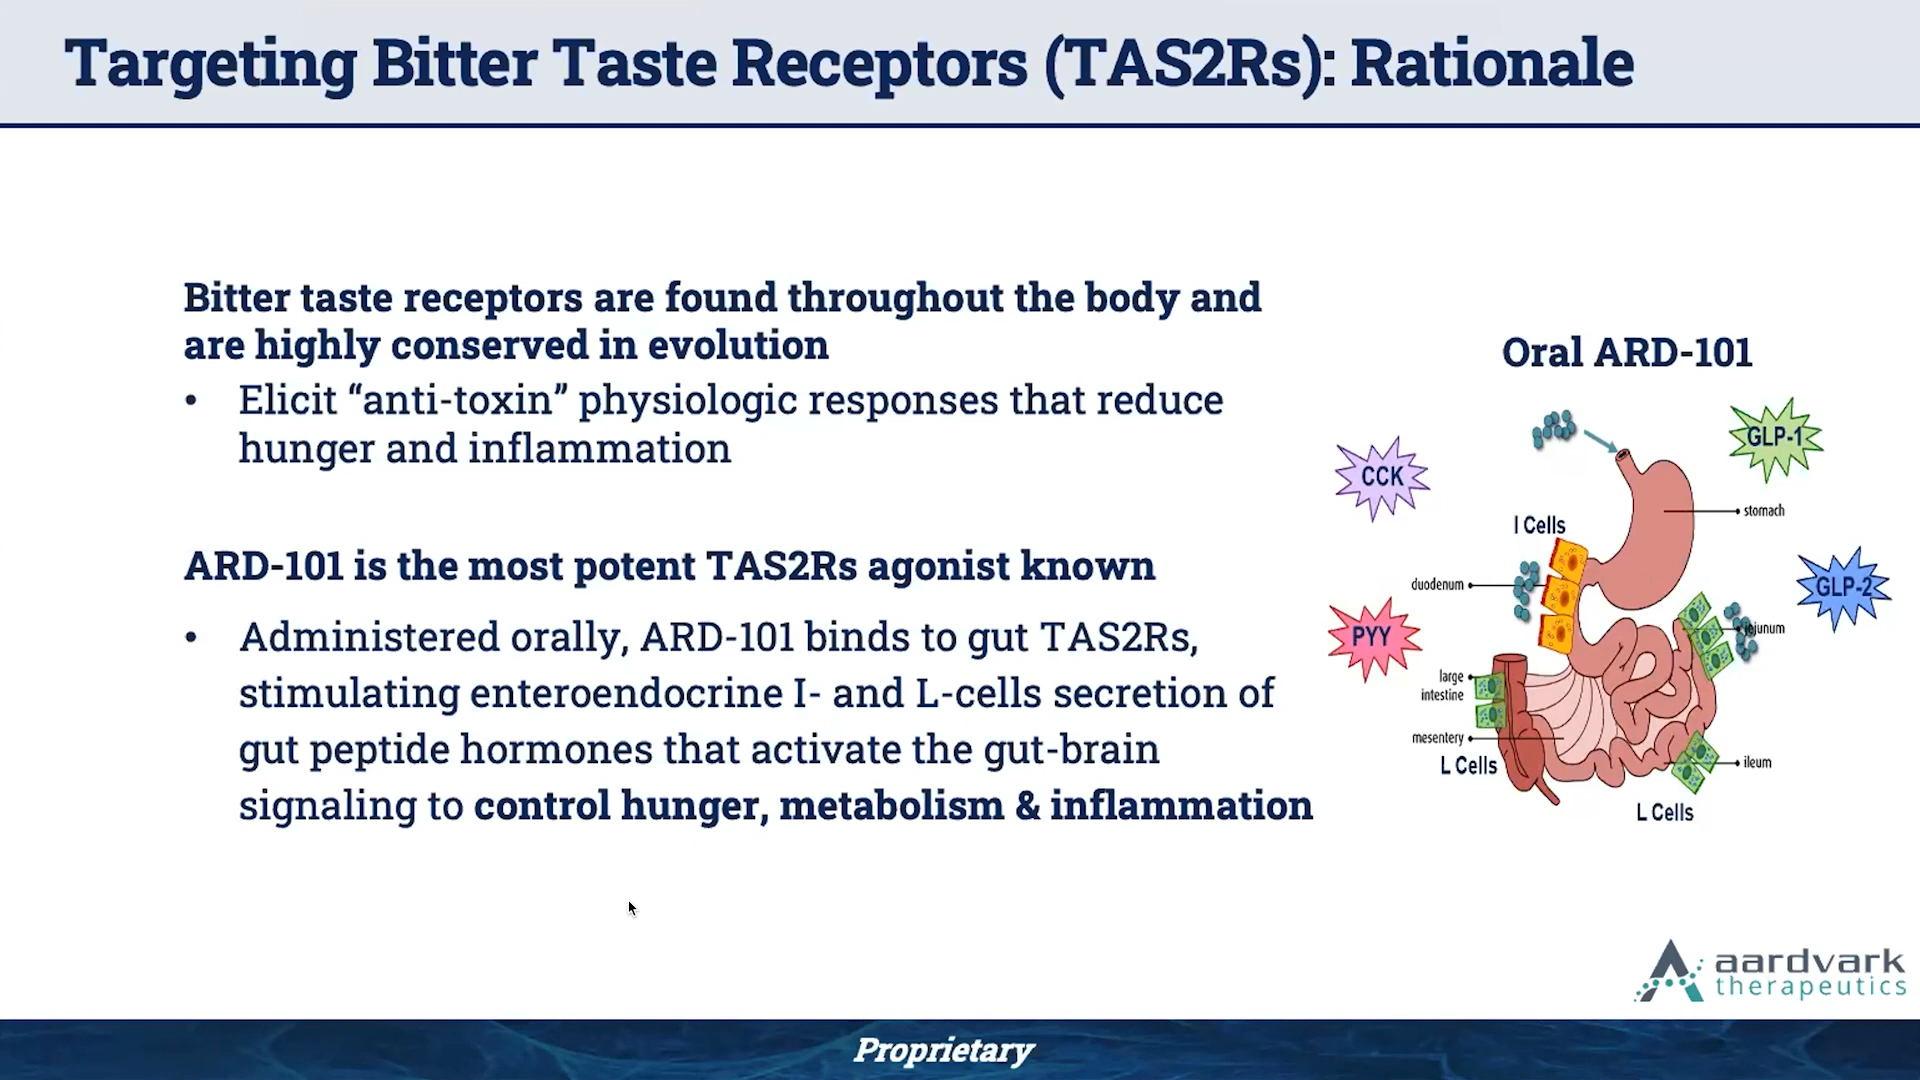 Targeting Bitter Taste Receptors (TAS2Rs): Rationale
Bitter taste receptors are found throughout the body and
are highly conserved in evolution
• Elicit “anti-toxin” physiologic responses that reduce
hunger and inflammation
ARD-101 is the most potent TAS2Rs agonist known
• Administered orally, ARD-101 binds to gut TAS2Rs,
stimulating enteroendocrine I- and L-cells secretion of
gut peptide hormones that activate the gut-brain
signaling to control hunger, metabolism & inflammation
Oral ARD-101
GLP-1
CCK
stomach
I Cells
duodenum
GLP-2
PYY
jejunum
large
intestine
mesentery
L Cells
ileum
L Cells
aardvark
therapeutics
Proprietary